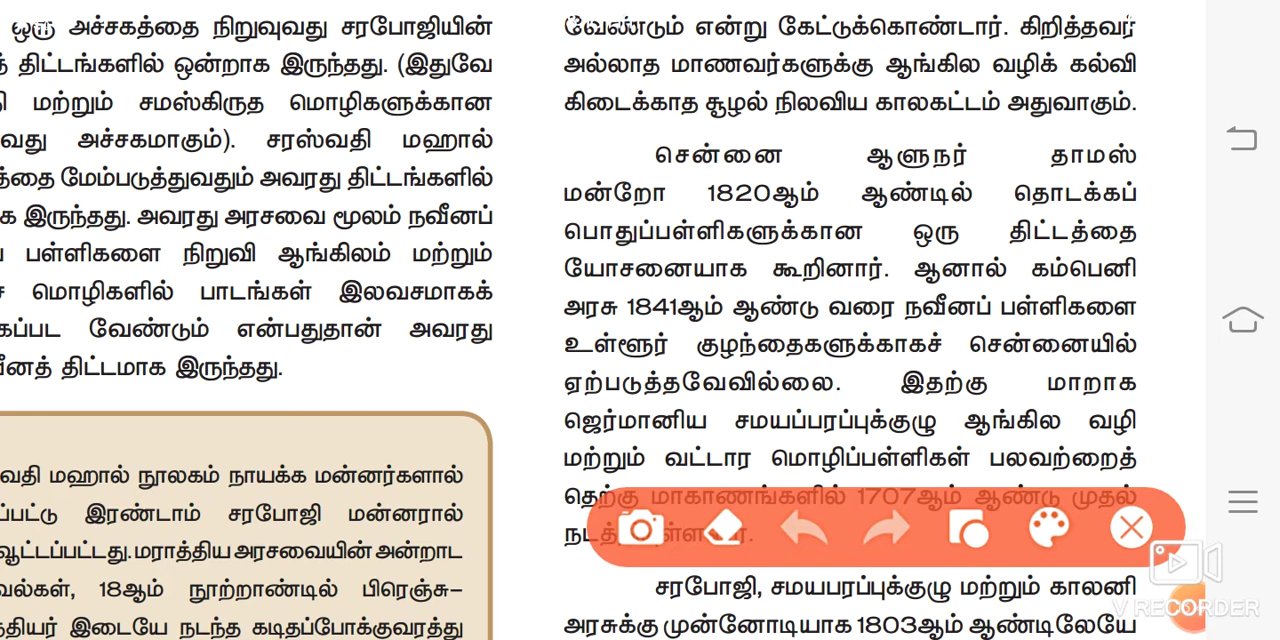 ஒரு அச்சகத்தை நிறுவுவது சரபோஜியின்
திட்டங்களில் ஒன்றாக இருந்தது. (இதுவே
மற்றும் சமஸ்கிருத மொழிகளுக்கான
அச்சகமாகும்). சரஸ்வதி மஹால்
மேம்படுத்துவதும் அவரது திட்டங்களில்
இருந்தது. அவரது அரசவை மூலம் நவீனப்
பள்ளிகளை நிறுவி ஆங்கிலம் மற்றும்
மொழிகளில் பாடங்கள் இலவசமாகக்
வேண்டும் என்பதுதான் அவரது
திட்டமாக இருந்தது.
மஹால் நூலகம் நாயக்க மன்னர்களால்
இரண்டாம் சரபோஜி மன்னரால்
மராத்திய அரசவையின் அன்றாட
18ஆம் நூற்றாண்டில் பிரெஞ்சு–
இடையே நடந்த கடிதப்போக்குவரத்து
வேண்டும் என்று கேட்டுக்கொண்டார். கிறித்தவர்
அல்லாத மாணவர்களுக்கு ஆங்கில வழிக் கல்வி
கிடைக்காத சூழல் நிலவிய காலகட்டம் அதுவாகும்.
சென்னை ஆளுநர் தாமஸ்
மன்றோ 1820ஆம் ஆண்டில் தொடக்கப்
பொதுப்பள்ளிகளுக்கான ஒரு திட்டத்தை
யோசனையாக கூறினார். ஆனால் கம்பெனி
அரசு 1841ஆம் ஆண்டு வரை நவீனப் பள்ளிகளை
உள்ளூர் குழந்தைகளுக்காகச் சென்னையில்
ஏற்படுத்தவேவில்லை. இதற்கு மாறாக
ஜெர்மானிய சமயப்பரப்புக்குழு ஆங்கில வழி
மற்றும் வட்டார மொழிப்பள்ளிகள் பலவற்றைத்
தெற்கு மாகாணங்களில் 1707ஆம் ஆண்டு முதல்
சரபோஜி, சமயபரப்புக்குழு மற்றும் காலனி
அரசுக்கு முன்னோடியாக 1803ஆம் ஆண்டிலேயே
V RECORDER